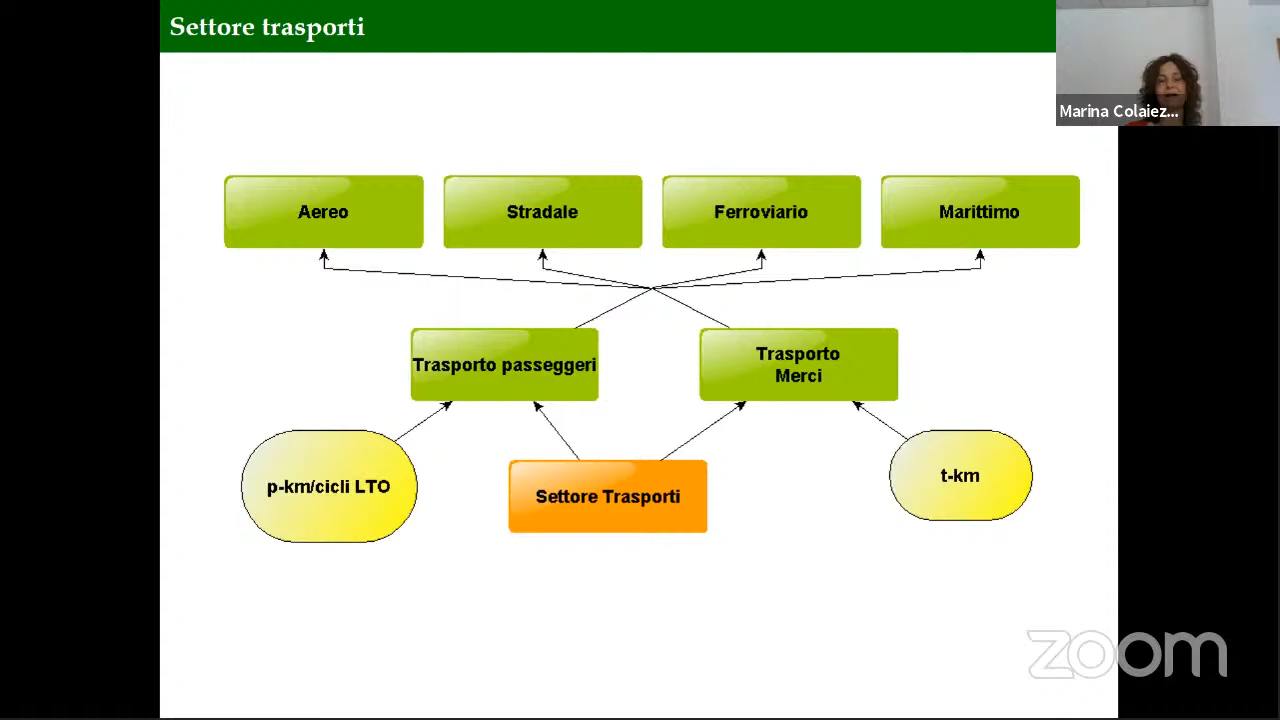 Settore trasporti
Marina Colaiez...
Aereo
Stradale
Ferroviario
Marittimo
Trasporto passeggeri
Trasporto
Merci
p-km/cicli LTO
Settore Trasporti
t-km
zoom